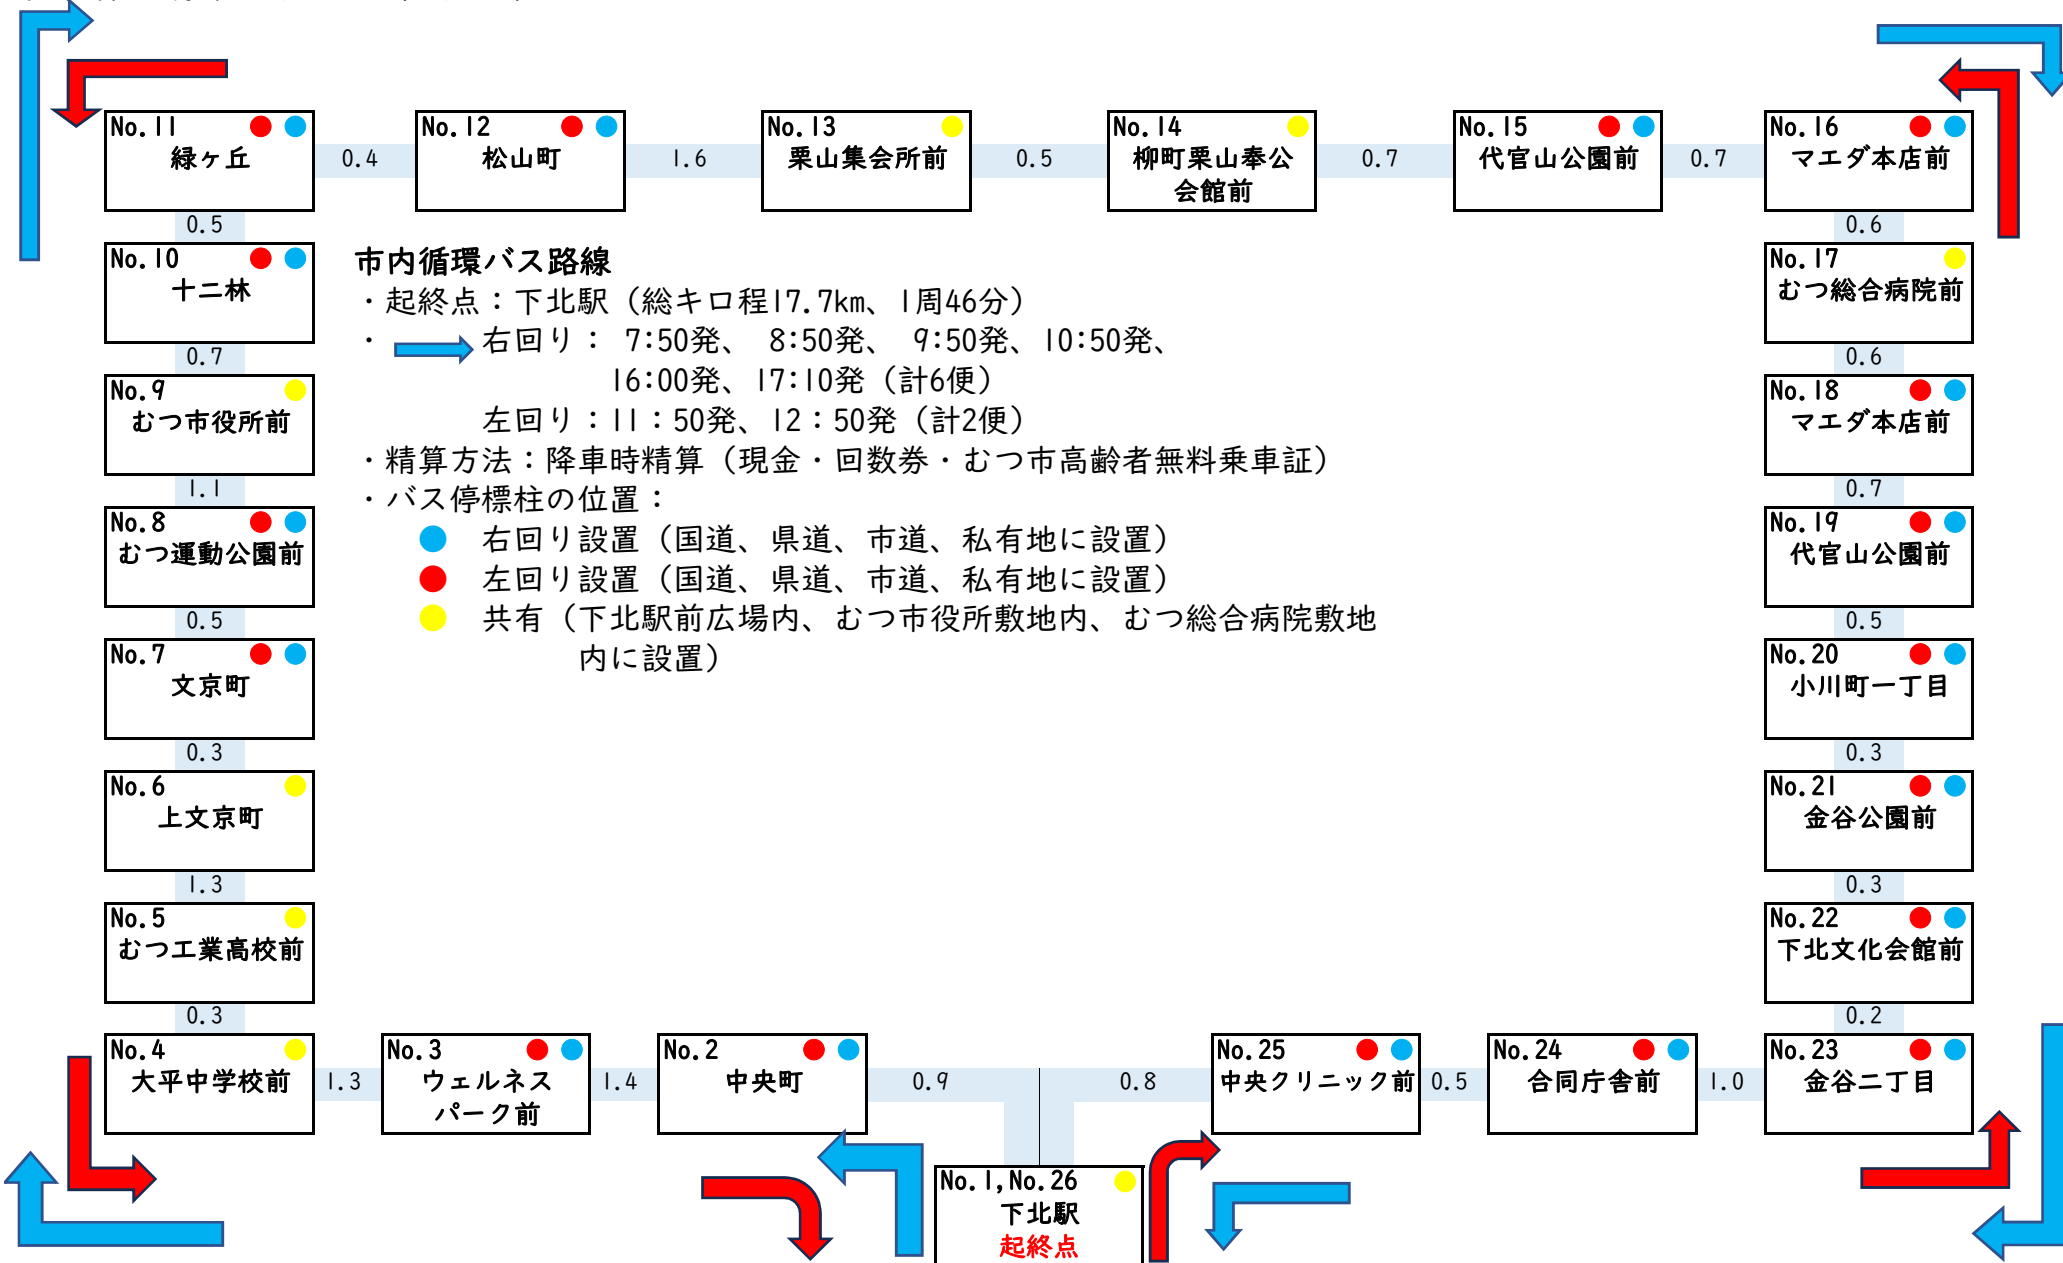 No.11
緑ヶ丘
0.4
No.12
松山町
1.6
No.13
栗山集会所前
0.5
No.14
柳町栗山奉公
会館前
0.7
No.15
代官山公園前
0.7
No.16
マエダ本店前
0.5
No.10
十二林
0.7
No.9
むつ市役所前
1.1
No.8
むつ運動公園前
0.5
No.7
文京町
0.3
No.6
上文京町
1.3
No.5
むつ工業高校前
0.3
市内循環バス路線
・起終点：下北駅（総キロ程17.7km、1周46分）
・ 右回り： 7:50発、 8:50発、 9:50発、10:50発、
16:00発、17:10発（計6便）
左回り：11：50発、12：50発（計2便）
・精算方法：降車時精算（現金・回数券・むつ市高齢者無料乗車証）
・バス停標柱の位置：
右回り設置（国道、県道、市道、私有地に設置）
左回り設置（国道、県道、市道、私有地に設置）
共有（下北駅前広場内、むつ市役所敷地内、むつ総合病院敷地
内に設置）
0.6
No.17
むつ総合病院前
0.6
No.18
マエダ本店前
0.7
No.19
代官山公園前
0.5
No.20
小川町一丁目
0.3
No.21
金谷公園前
0.3
No.22
下北文化会館前
0.2
No.4
大平中学校前
1.3
No.3
ウェルネス
パーク前
1.4
No.2
中央町
0.9
0.8
No.25
中央クリニック前
0.5
No.24
合同庁舎前
1.0
No.23
金谷二丁目
No.1,No.26
下北駅
起終点